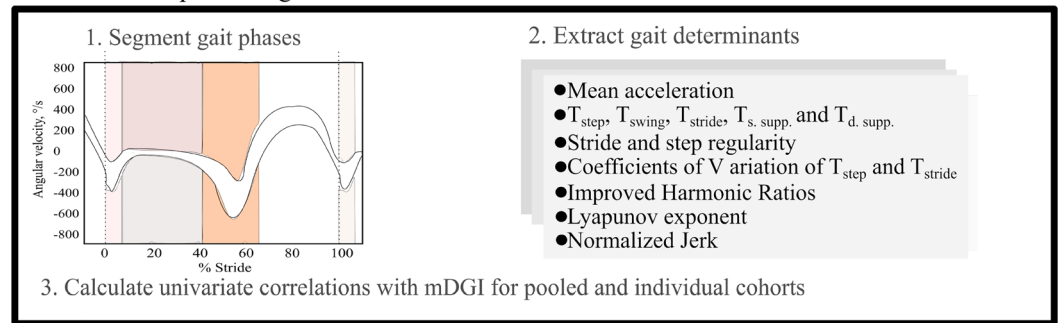 1. Segment gait phases
800
600
400
200
0
-200
-400
-600
-800
Angular velocity, °/s
0 20 40 60 80 100
% Stride
2. Extract gait determinants
●Mean acceleration
●Tstep, Tswing, Tstride, Ts. supp. and Td. supp.
●Stride and step regularity
●Coefficients of V ariation of Tstep and Tstride
●Improved Harmonic Ratios
●Lyapunov exponent
●Normalized Jerk
3. Calculate univariate correlations with mDGI for pooled and individual cohorts